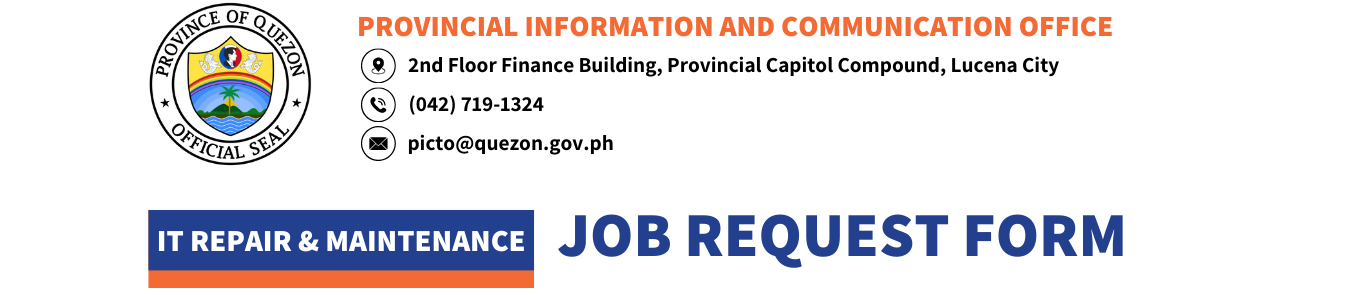 PROVINCE OF QUEZON
OFFICIAL SEAL
PROVINCIAL INFORMATION AND COMMUNICATION OFFICE
2nd Floor Finance Building, Provincial Capitol Compound, Lucena City
(042) 719-1324
picto@quezon.gov.ph
IT REPAIR & MAINTENANCE
JOB REQUEST FORM